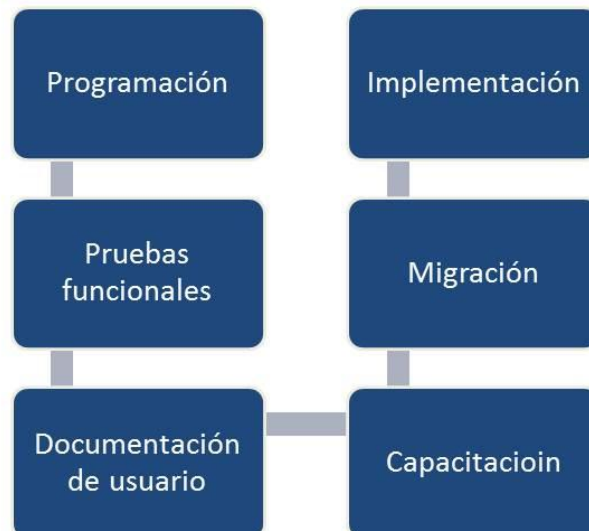 Programación
Pruebas
funcionales
Documentación
de usuario
Capacitacioin
Migración
Implementación